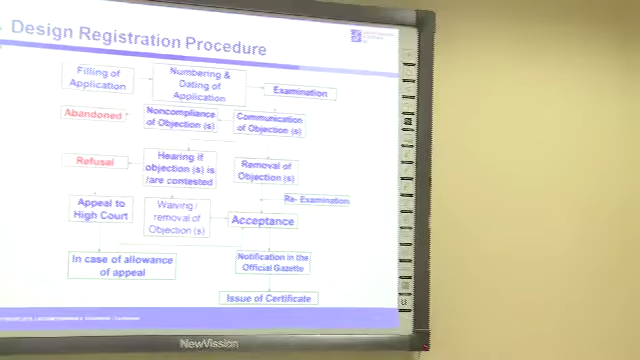 Design Registration Procedure
Filling of
Application
Numbering &
Dating of
Application
Examination
Abandoned
Noncompliance
of Objection (s)
Communication
of Objection (s)
Refusal
Hearing if
objection (s) is
/are contested
Removal of
Objection (s)
Re- Examination
Appeal to
High Court
Waiving/
removal of
Objection (s)
Acceptance
In case of allowance
of appeal
Notification in the
Official Gazette
Issue of Certificate
NewVission